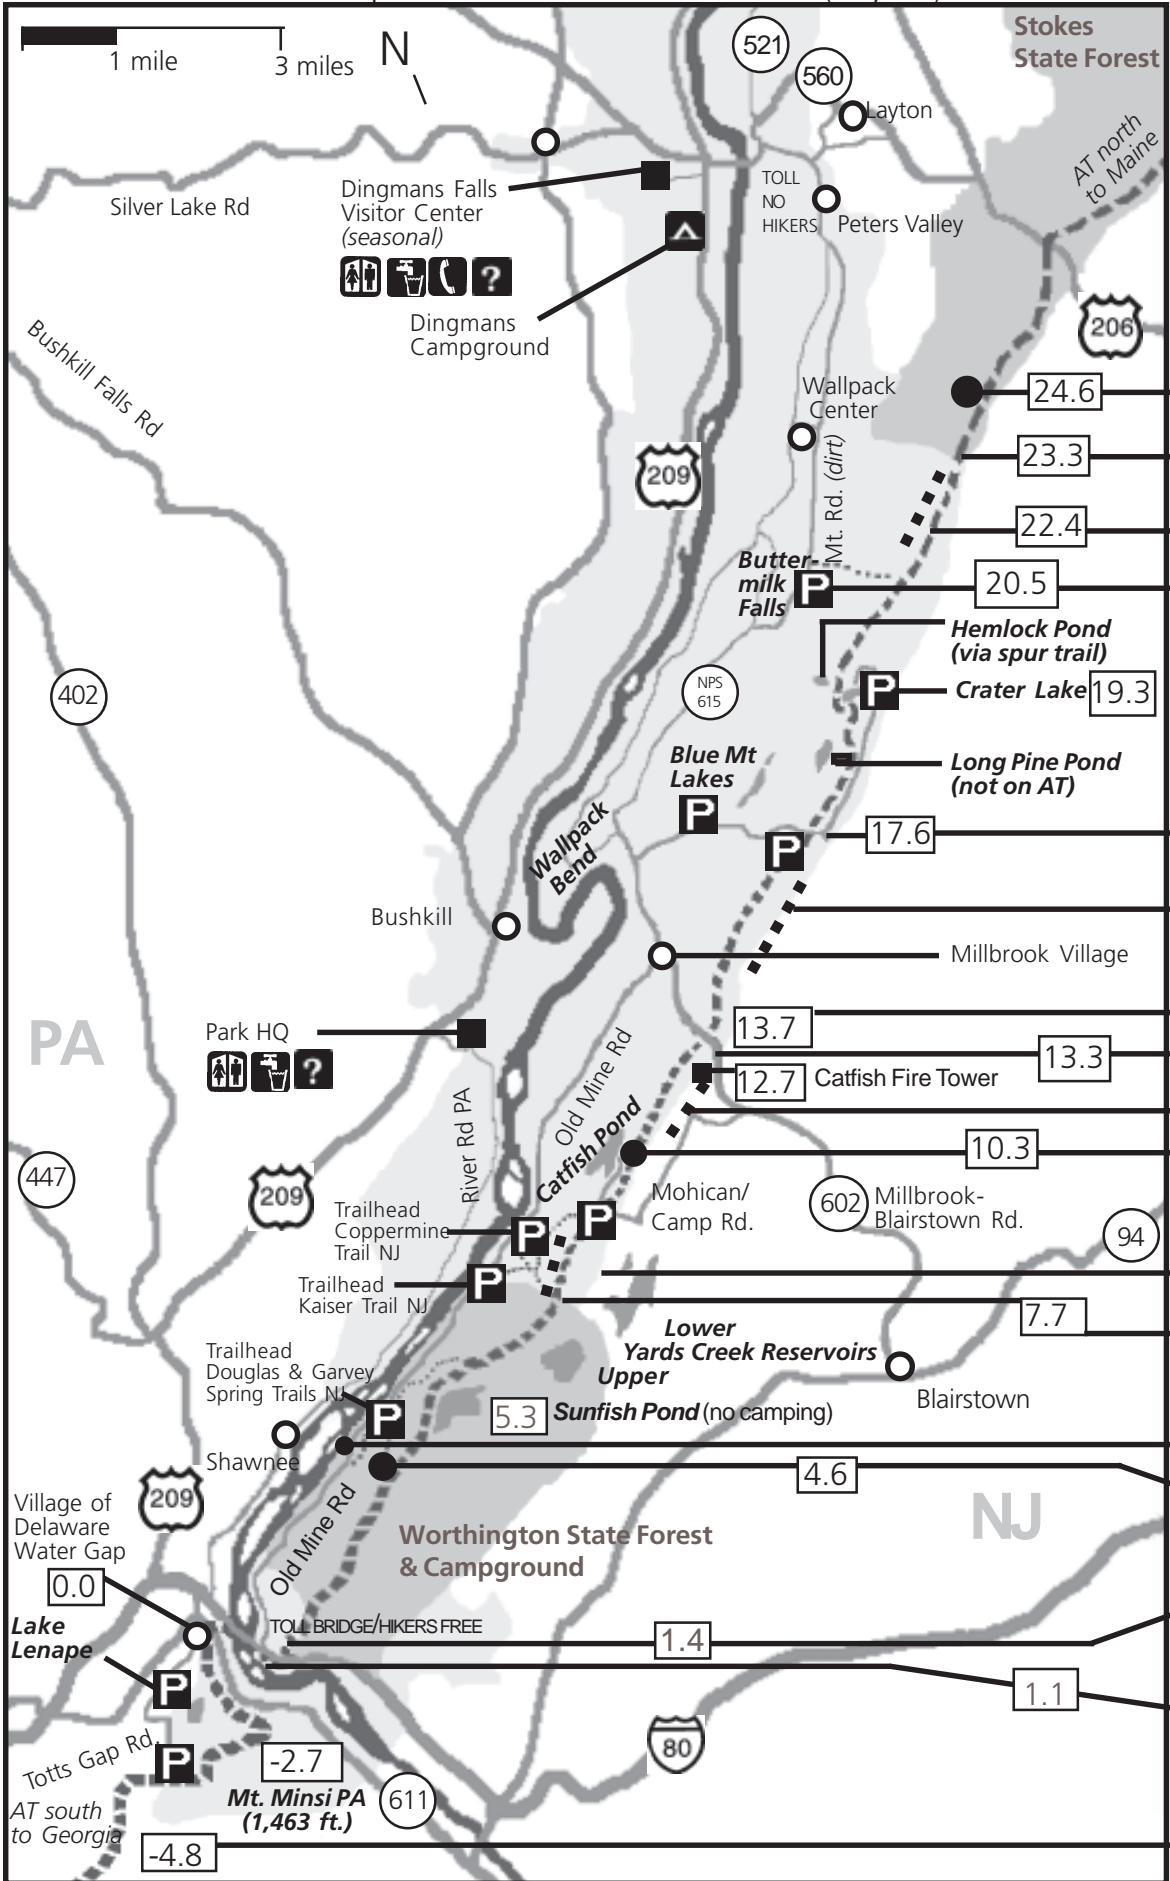 521
Stokes
State Forest
1 mile
3 miles
N
560
Layton
AT north
to Maine
Silver Lake Rd
Dingmans Falls
Visitor Center
(seasonal)
?
TOLL
NO
HIKERS
Peters Valley
Dingmans
Campground
206
Bushkill Falls Rd
Wallpack
Center
24.6
209
23.3
Mt. Rd. (dirt)
22.4
Butter-
milk
Falls
P
20.5
Hemlock Pond
(via spur trail)
402
NPS
615
P
Crater Lake
19.3
Blue Mt
Lakes
P
Long Pine Pond
(not on AT)
Wallpack
Bend
P
17.6
Bushkill
Millbrook Village
PA
Park HQ
?
13.7
13.3
12.7
Catfish Fire Tower
Old Mine Rd
River Rd PA
Catfish Pond
10.3
447
209
Mohican/
Camp Rd.
602
Millbrook-
Blairstown Rd.
94
Trailhead
Coppermine
Trail NJ
P
P
Trailhead
Kaiser Trail NJ
P
7.7
Lower
Yards Creek Reservoirs
Upper
Trailhead
Douglas & Garvey
Spring Trails NJ
P
Blairstown
5.3
Sunfish Pond (no camping)
Shawnee
4.6
209
NJ
Village of
Delaware
Water Gap
0.0
Old Mine Rd
Worthington State Forest
& Campground
Lake
Lenape
TOLL BRIDGE/HIKERS FREE
1.4
P
1.1
Totts Gap Rd.
P
-2.7
80
Mt. Minsi PA
(1,463 ft.)
611
AT south
to Georgia
-4.8